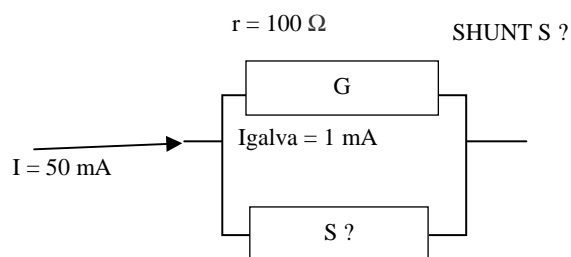 r = 100 Ω
SHUNT S ?
G
Igalva = 1 mA
I = 50 mA
S ?